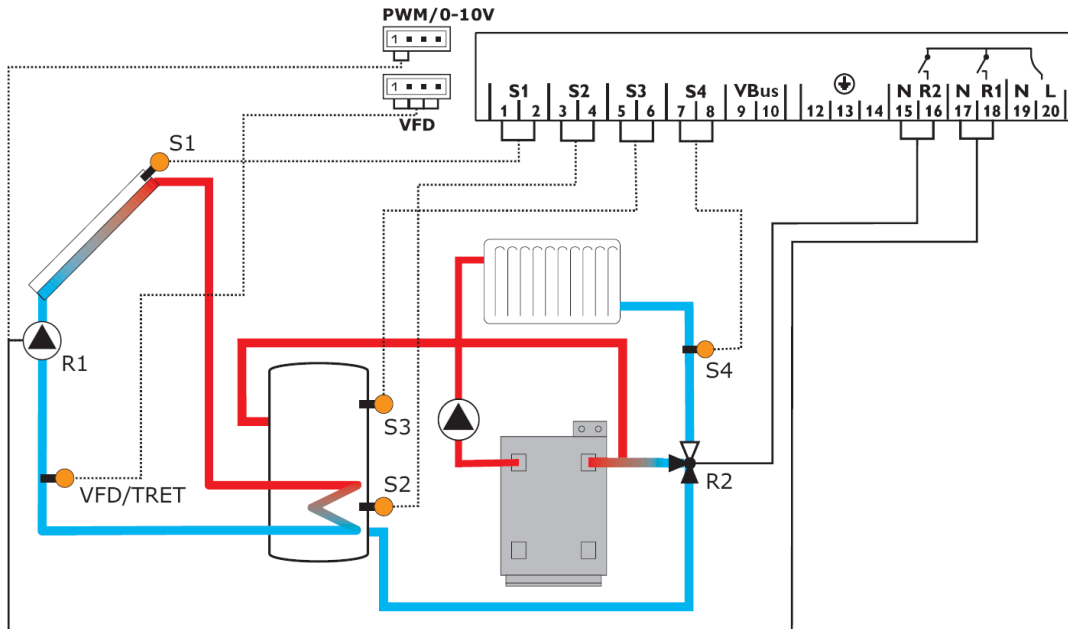 PWM/0-10V
1
1
VFD
S1 S2 S3 S4 VBus N R2 N R1 N L
1 2 3 4 5 6 7 8 9 10 12 13 14 15 16 17 18 19 20
S1
R1
S4
S3
S2
R2
VFD/TRET